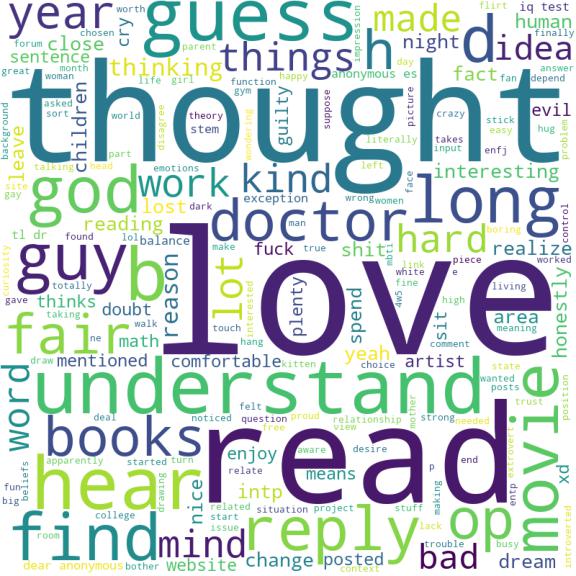 year guess made things h d idea flirt iq test human finally
forum chosen parent cry close sentence thinking night impression anonymous es fact fan depend answer
great month woman day life girl function gym happy
thought
asked sort world part theory stem guilty suppose picture crazy takes input enfj stick easy evil hug problem
background leave children talking head disagree wondering literally left emotions
god work kind long interesting
site gay lost dark exception wrong women man face
reading doctor hard realize control boring
tl dr found lol balance fuck shit mbti piece worked
guy b reason lot love
curiosity gave totally taking thinks doubt walk make true interested touch plenty white link fine e high living meaning area honestly
fair ne math spend 4w5 sit comment
draw mentioned comfortable hang kitten yeah choice artist state
word understand wanted posts trust position
deal noticed felt question proud relationship mother strong needed
books read movie
apparently started turn free view aware desire extrovert
hear enjoy relate means p end entp xd
fun beliefs big drawing college nice intp related start issue situation project stuff making
find mind reply op
room lack trouble busy introverted
dear anonymous bother website change posted context bad dream
worth